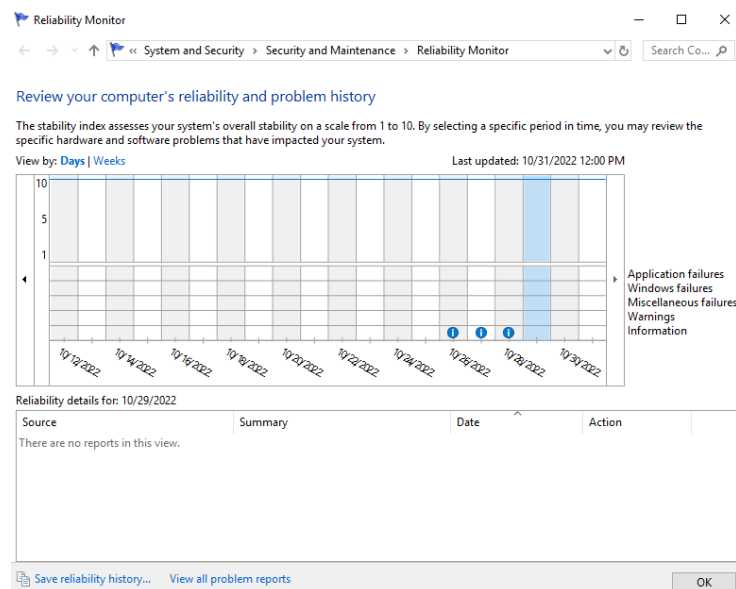 Reliability Monitor
« System and Security > Security and Maintenance > Reliability Monitor
Search Co...
Review your computer's reliability and problem history
The stability index assesses your system's overall stability on a scale from 1 to 10. By selecting a specific period in time, you may review the
specific hardware and software problems that have impacted your system.
View by: Days | Weeks
Last updated: 10/31/2022 12:00 PM
10
5
1
Application failures
Windows failures
Miscellaneous failures
Warnings
Information
10/12/2022 10/14/2022 10/16/2022 10/18/2022 10/20/2022 10/22/2022 10/24/2022 10/26/2022 10/28/2022 10/30/2022
Reliability details for: 10/29/2022
Source Summary Date Action
There are no reports in this view.
Save reliability history... View all problem reports
OK